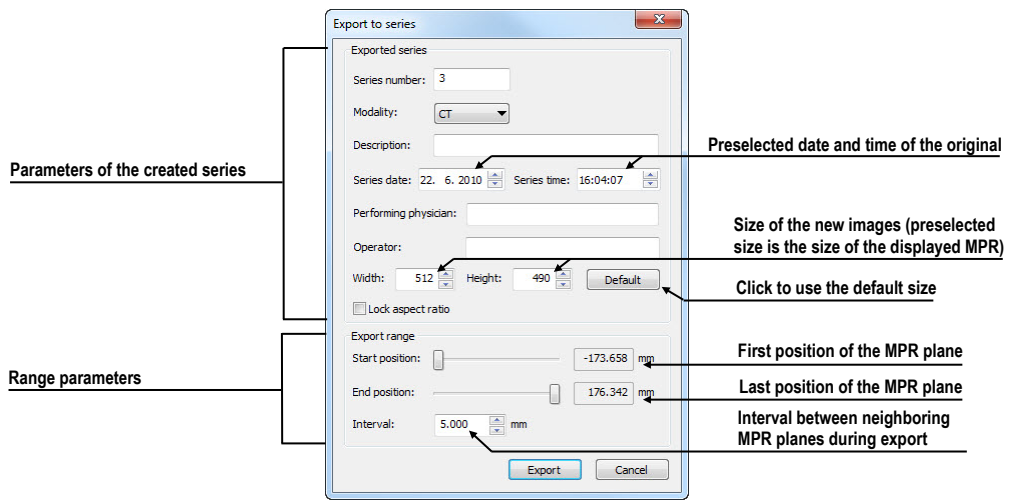 Export to series
Exported series
Series number: 3
Modality: CT
Description:
Preselected date and time of the original
Parameters of the created series
Series date: 22. 6. 2010 Series time: 16:04:07
Performing physician:
Size of the new images (preselected
size is the size of the displayed MPR)
Operator:
Width: 512 Height: 490 Default
Click to use the default size
Lock aspect ratio
Export range
Start position: -173.658 mm
First position of the MPR plane
Range parameters
End position: 176.342 mm
Last position of the MPR plane
Interval: 5.000 mm
Interval between neighboring
MPR planes during export
Export Cancel